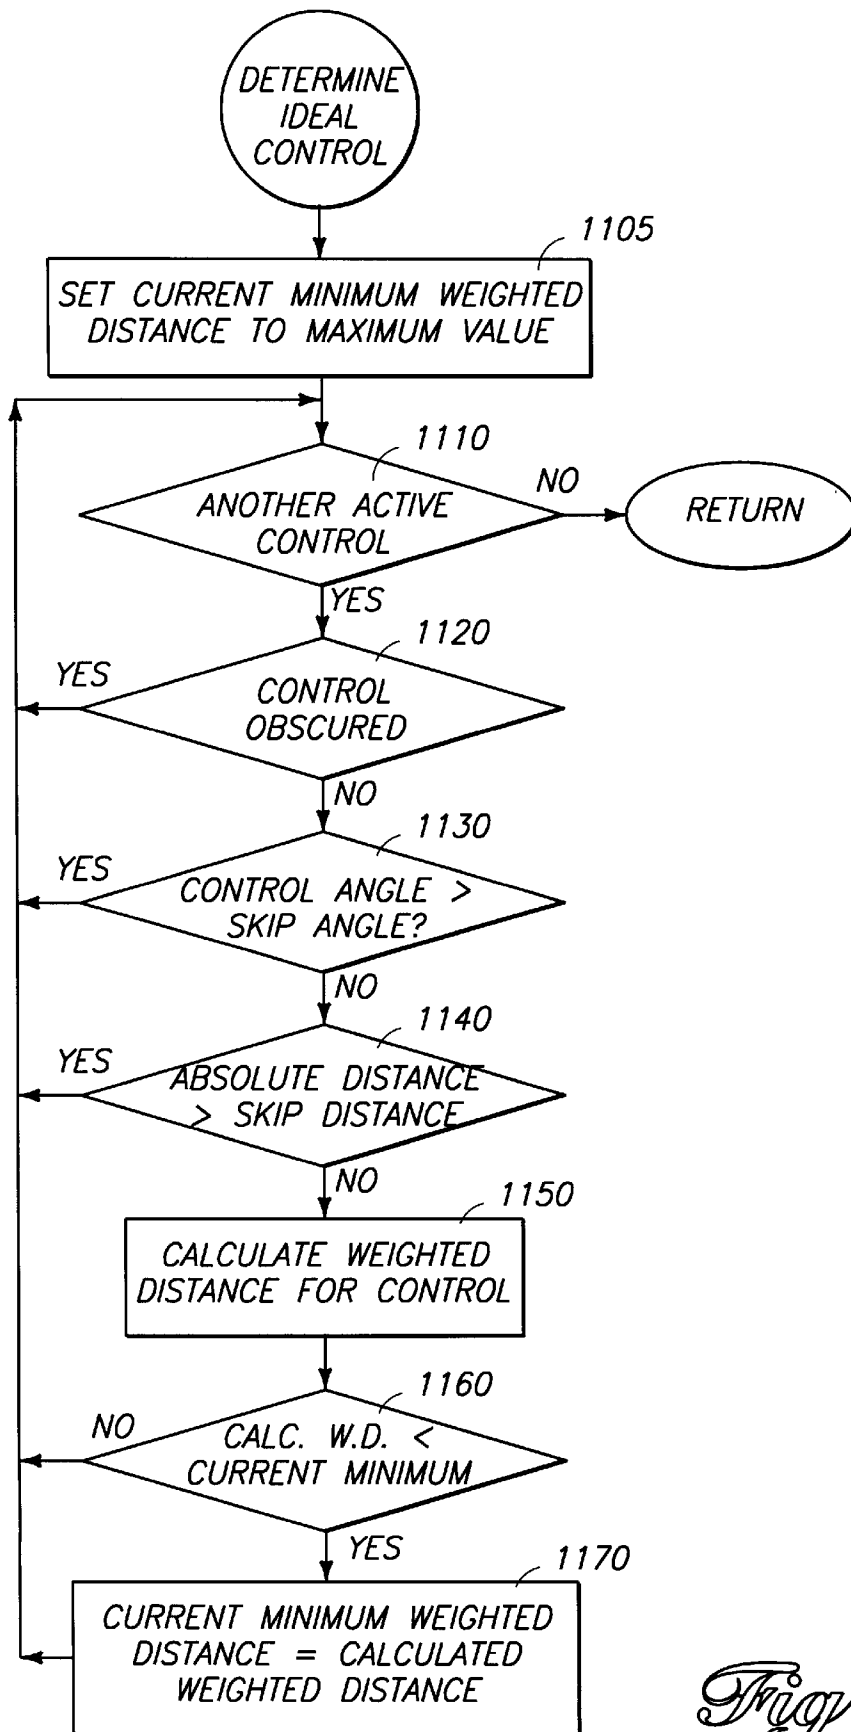 DETERMINE
IDEAL
CONTROL
1105
SET CURRENT MINIMUM WEIGHTED
DISTANCE TO MAXIMUM VALUE
1110
ANOTHER ACTIVE
CONTROL
NO
RETURN
YES
1120
YES
CONTROL
OBSCURED
NO
1130
YES
CONTROL ANGLE >
SKIP ANGLE?
NO
1140
YES
ABSOLUTE DISTANCE
> SKIP DISTANCE
NO
1150
CALCULATE WEIGHTED
DISTANCE FOR CONTROL
1160
NO
CALC. W.D. <
CURRENT MINIMUM
YES
1170
CURRENT MINIMUM WEIGHTED
DISTANCE = CALCULATED
WEIGHTED DISTANCE
Fig